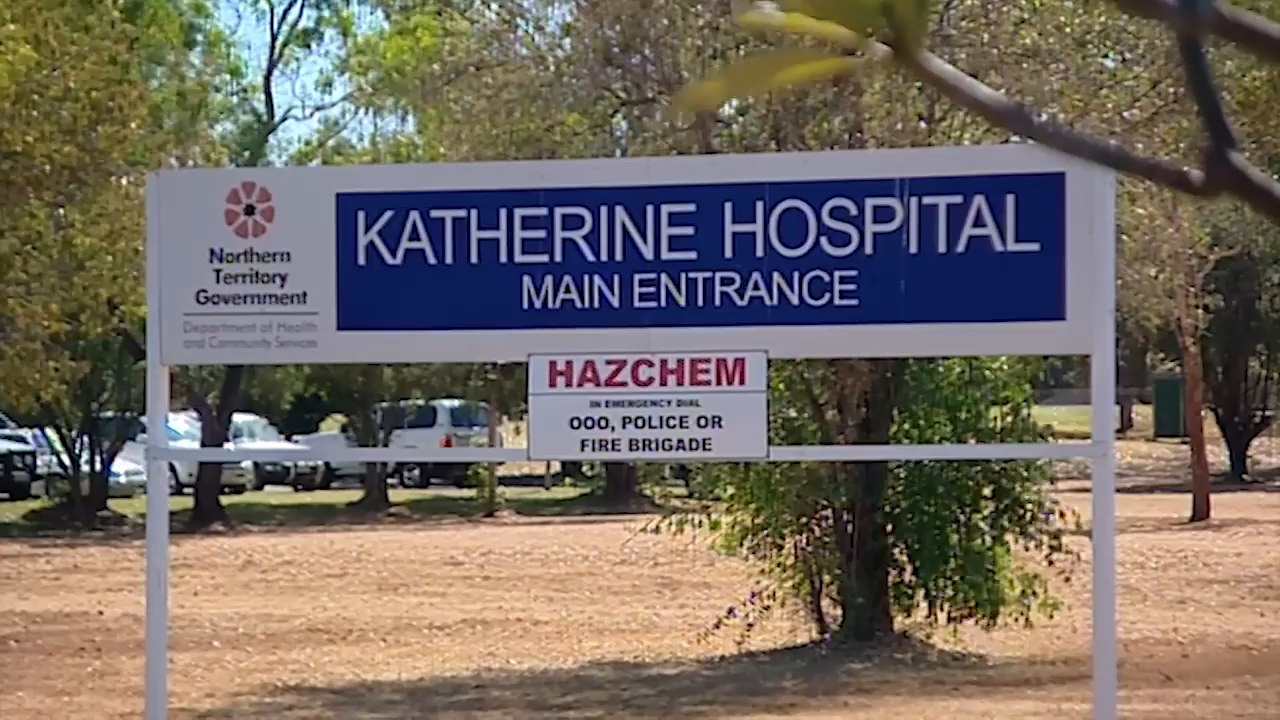 Northern
Territory
Government
Department of Health
and Community Services
KATHERINE HOSPITAL
MAIN ENTRANCE
HAZCHEM
IN EMERGENCY DIAL
000, POLICE OR
FIRE BRIGADE